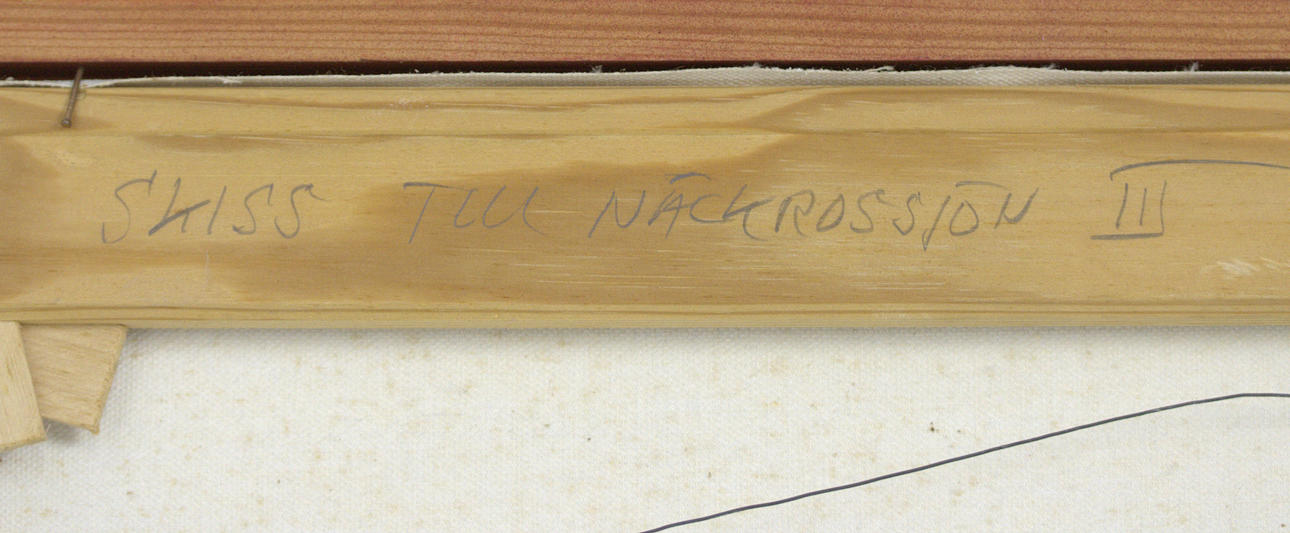 SKISS TILL NÄCKROSSJÖN III